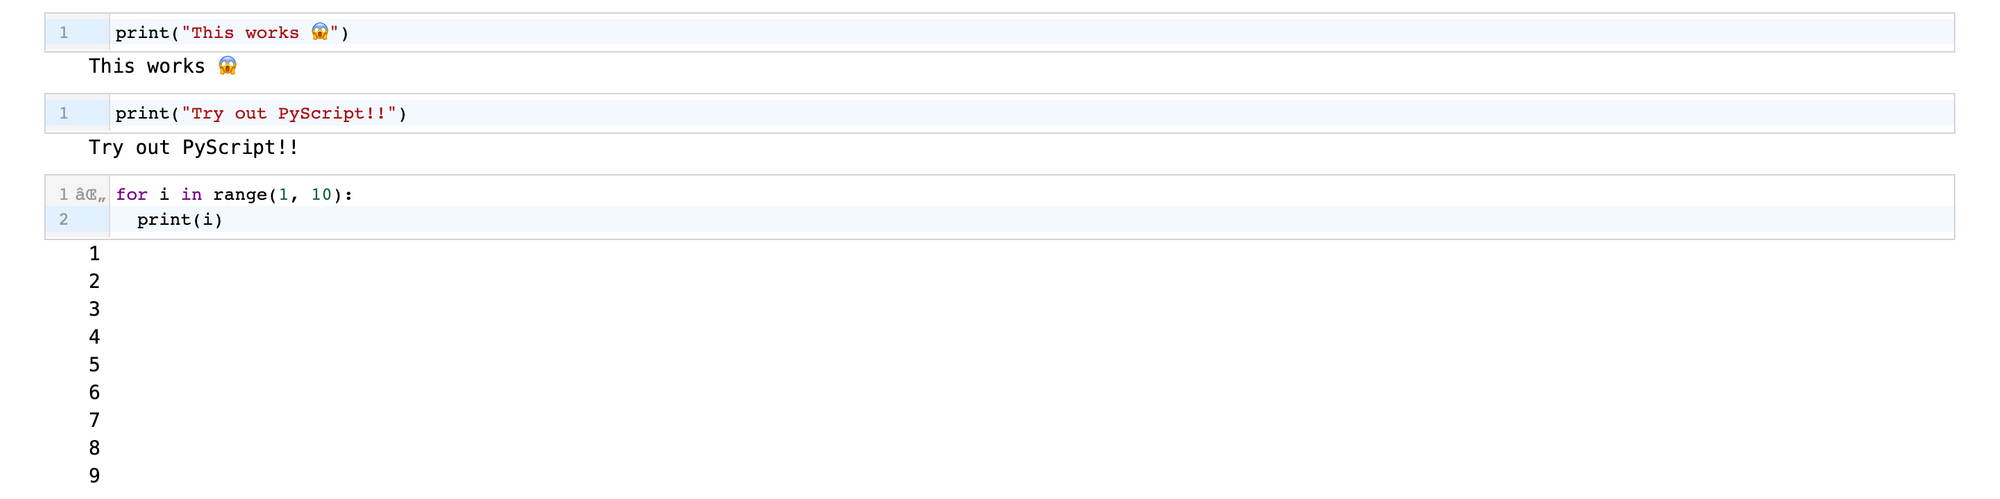 1 print("This works 😱")
This works 😱
1 print("Try out PyScript!!")
Try out PyScript!!
1 âŒ„ for i in range(1, 10):
2   print(i)
1
2
3
4
5
6
7
8
9